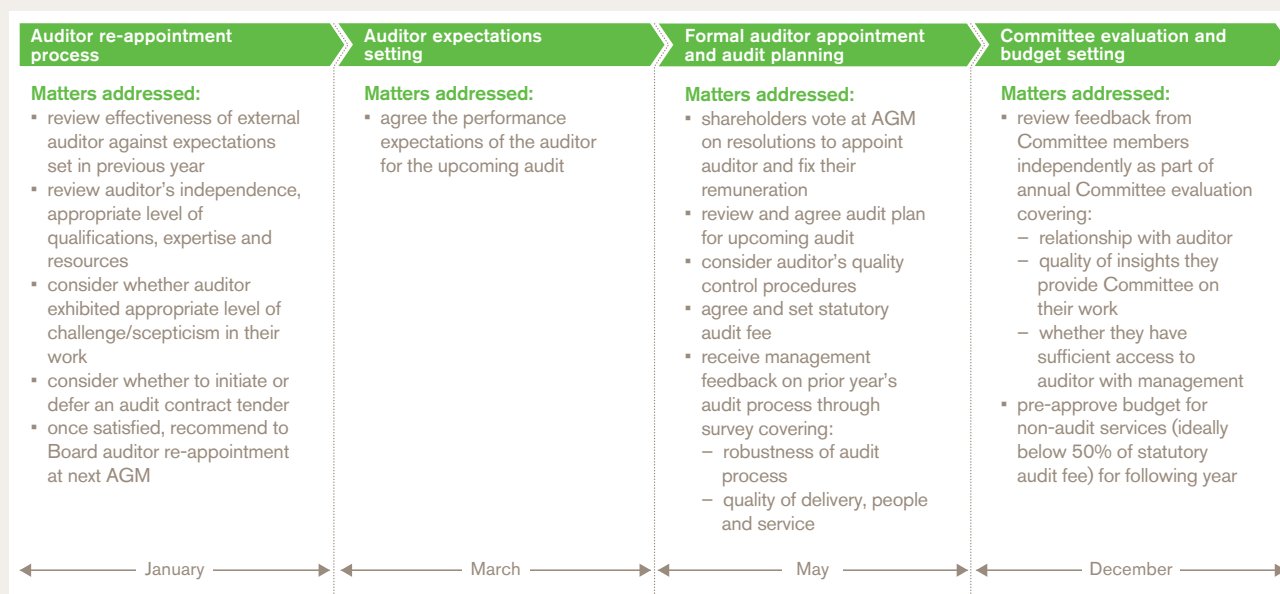 Auditor re-appointment
process
Matters addressed:
▪ review effectiveness of external
auditor against expectations
set in previous year
▪ review auditor's independence,
appropriate level of
qualifications, expertise and
resources
▪ consider whether auditor
exhibited appropriate level of
challenge/scepticism in their
work
▪ consider whether to initiate or
defer an audit contract tender
▪ once satisfied, recommend to
Board auditor re-appointment
at next AGM
January
Auditor expectations
setting
Matters addressed:
▪ agree the performance
expectations of the auditor
for the upcoming audit
March
Formal auditor appointment
and audit planning
Matters addressed:
▪ shareholders vote at AGM
on resolutions to appoint
auditor and fix their
remuneration
▪ review and agree audit plan
for upcoming audit
▪ consider auditor's quality
control procedures
▪ agree and set statutory
audit fee
▪ receive management
feedback on prior year's
audit process through
survey covering:
– robustness of audit
process
– quality of delivery, people
and service
May
Committee evaluation and
budget setting
Matters addressed:
▪ review feedback from
Committee members
independently as part of
annual Committee evaluation
covering:
– relationship with auditor
– quality of insights they
provide Committee on
their work
– whether they have
sufficient access to
auditor with management
▪ pre-approve budget for
non-audit services (ideally
below 50% of statutory
audit fee) for following year
December